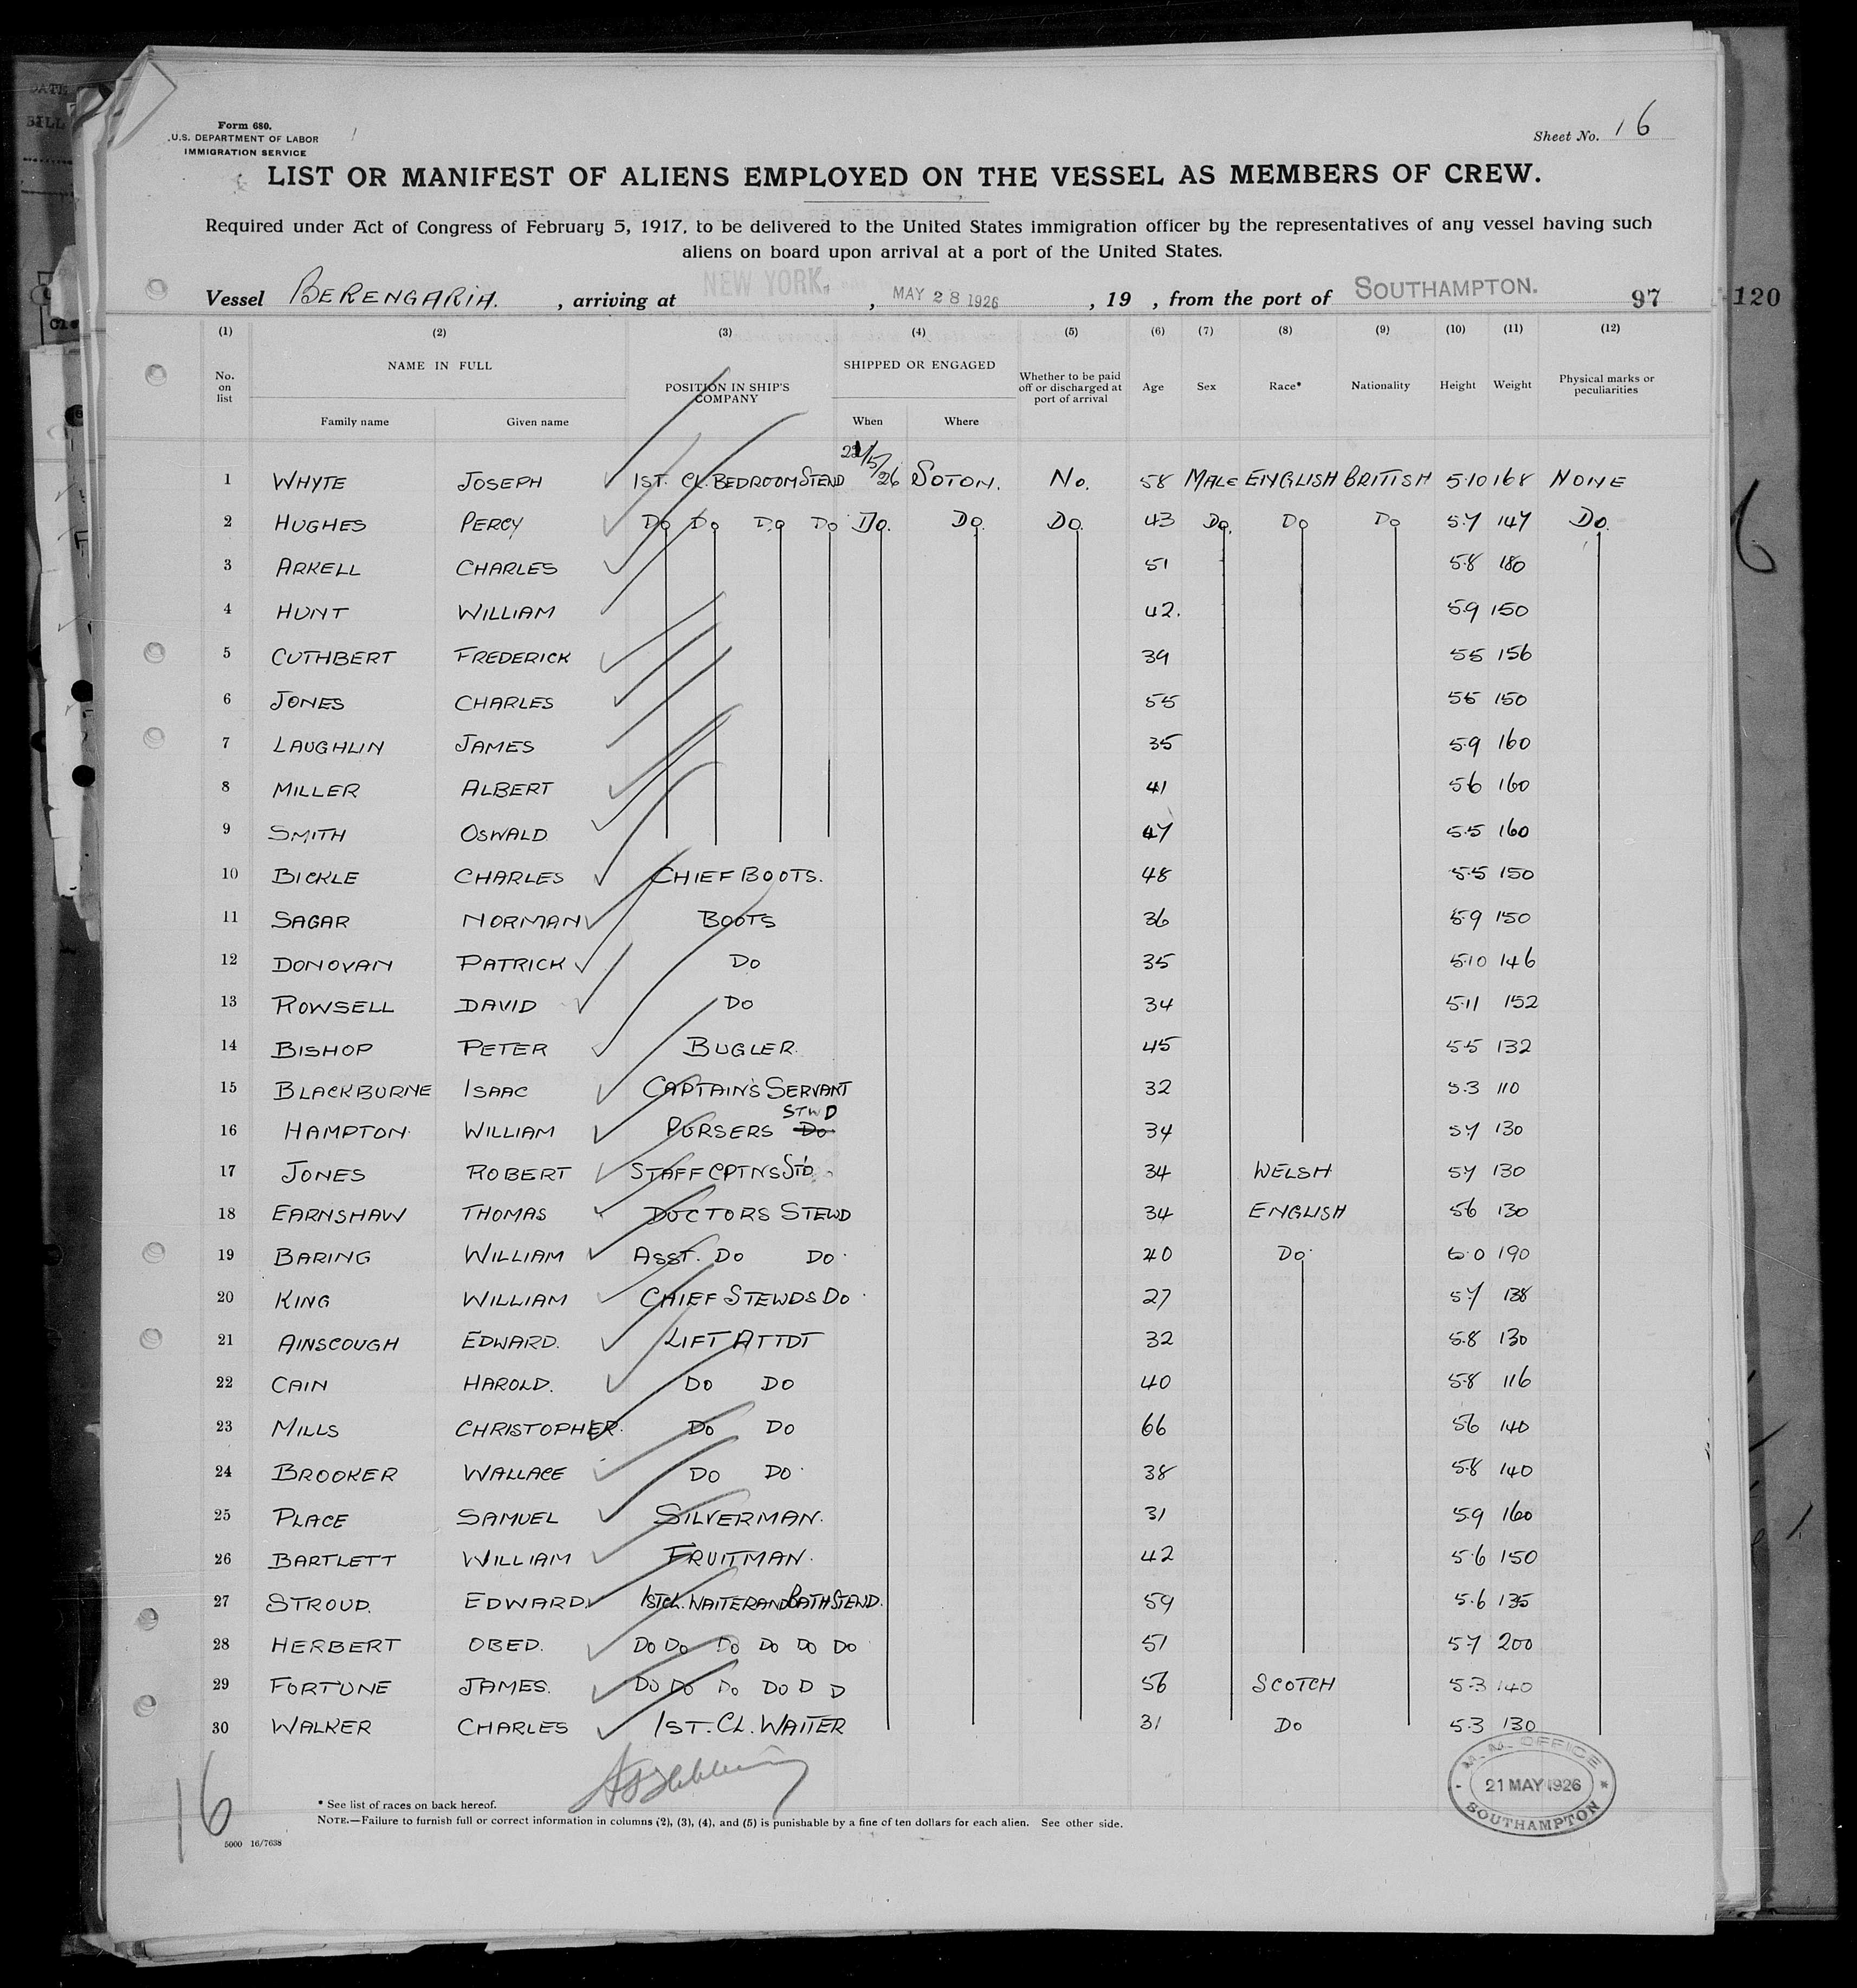 Form 680.
U.S. DEPARTMENT OF LABOR
IMMIGRATION SERVICE
Sheet No. 16
LIST OR MANIFEST OF ALIENS EMPLOYED ON THE VESSEL AS MEMBERS OF CREW.
Required under Act of Congress of February 5, 1917, to be delivered to the United States immigration officer by the representatives of any vessel having such
aliens on board upon arrival at a port of the United States.
Vessel BERENGARIA. , arriving at NEW YORK, , MAY 28 1926 , 19 , from the port of SOUTHAMPTON. 97 120
(1) (2) (3) (4) (5) (6) (7) (8) (9) (10) (11) (12)
No. on list NAME IN FULL Family name Given name POSITION IN SHIP'S COMPANY SHIPPED OR ENGAGED When Where Whether to be paid off or discharged at port of arrival Age Sex Race* Nationality Height Weight Physical marks or peculiarities
1 WHYTE JOSEPH 1ST. CL. BEDROOM STEWD /5/26 SOTON. No. 58 MALE ENGLISH BRITISH 5.10 168 NONE
2 HUGHES PERCY Do Do Do Do Do. Do. Do. 43 Do. Do Do 5.7 147 Do.
3 ARKELL CHARLES 51 5.8 180
4 HUNT WILLIAM 42. 5.9 150
5 CUTHBERT FREDERICK 39 5.5 156
6 JONES CHARLES 55 5.5 150
7 LAUGHLIN JAMES 35 5.9 160
8 MILLER ALBERT 41 5.6 160
9 SMITH OSWALD 47 5.5 160
10 BICKLE CHARLES CHIEF BOOTS. 48 5.5 150
11 SAGAR NORMAN BOOTS 36 5.9 150
12 DONOVAN PATRICK Do 35 5.10 146
13 ROWSELL DAVID Do 34 5.11 152
14 BISHOP PETER BUGLER. 45 5.5 132
15 BLACKBURNE ISAAC CAPTAIN'S SERVANT 32 5.3 110
16 HAMPTON WILLIAM PURSERS Do STWD 34 5.7 130
17 JONES ROBERT STAFF CPTNS STD. 34 WELSH 5.7 130
18 EARNSHAW THOMAS DOCTORS STEWD 34 ENGLISH 5.6 130
19 BARING WILLIAM ASST. Do Do. 20 Do. 6.0 190
20 KING WILLIAM CHIEF STEWDS Do. 27 5.7 138
21 AINSCOUGH EDWARD. LIFT ATTDT 32 5.8 130
22 CAIN HAROLD. Do Do 40 5.8 116
23 MILLS CHRISTOPHER. Do Do 66 5.6 140
24 BROOKER WALLACE Do Do. 38 5.8 140
25 PLACE SAMUEL SILVERMAN. 31 5.9 160
26 BARTLETT WILLIAM FRUITMAN. 42 5.6 150
27 STROUD. EDWARD. 1ST CL. WAITER AND BATH STEWD. 59 5.6 135
28 HERBERT OBED. Do Do Do Do Do Do 51 5.7 200
29 FORTUNE JAMES. Do Do Do Do D D 56 SCOTCH 5.3 140
30 WALKER CHARLES 1ST. CL. WAITER 31 Do 5.3 130
M. M. OFFICE
21 MAY 1926
SOUTHAMPTON
16
* See list of races on back hereof.
NOTE.—Failure to furnish full or correct information in columns (2), (3), (4), and (5) is punishable by a fine of ten dollars for each alien. See other side.
5000 16/7638